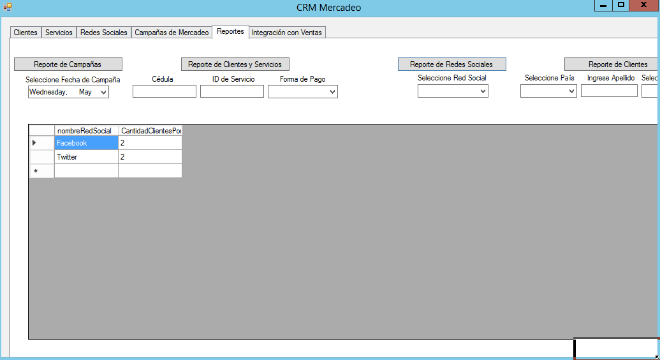 CRM Mercadeo
Clientes Servicios Redes Sociales Campañas de Mercadeo Reportes Integración con Ventas
Reporte de Campañas Reporte de Clientes y Servicios Reporte de Redes Sociales Reporte de Clientes
Seleccione Fecha de Campaña Cédula ID de Servicio Forma de Pago Seleccione Red Social Seleccione País Ingrese Apellido Selec
Wednesday, May
nombreRedSocial CantidadClientesPor
Facebook 2
Twitter 2